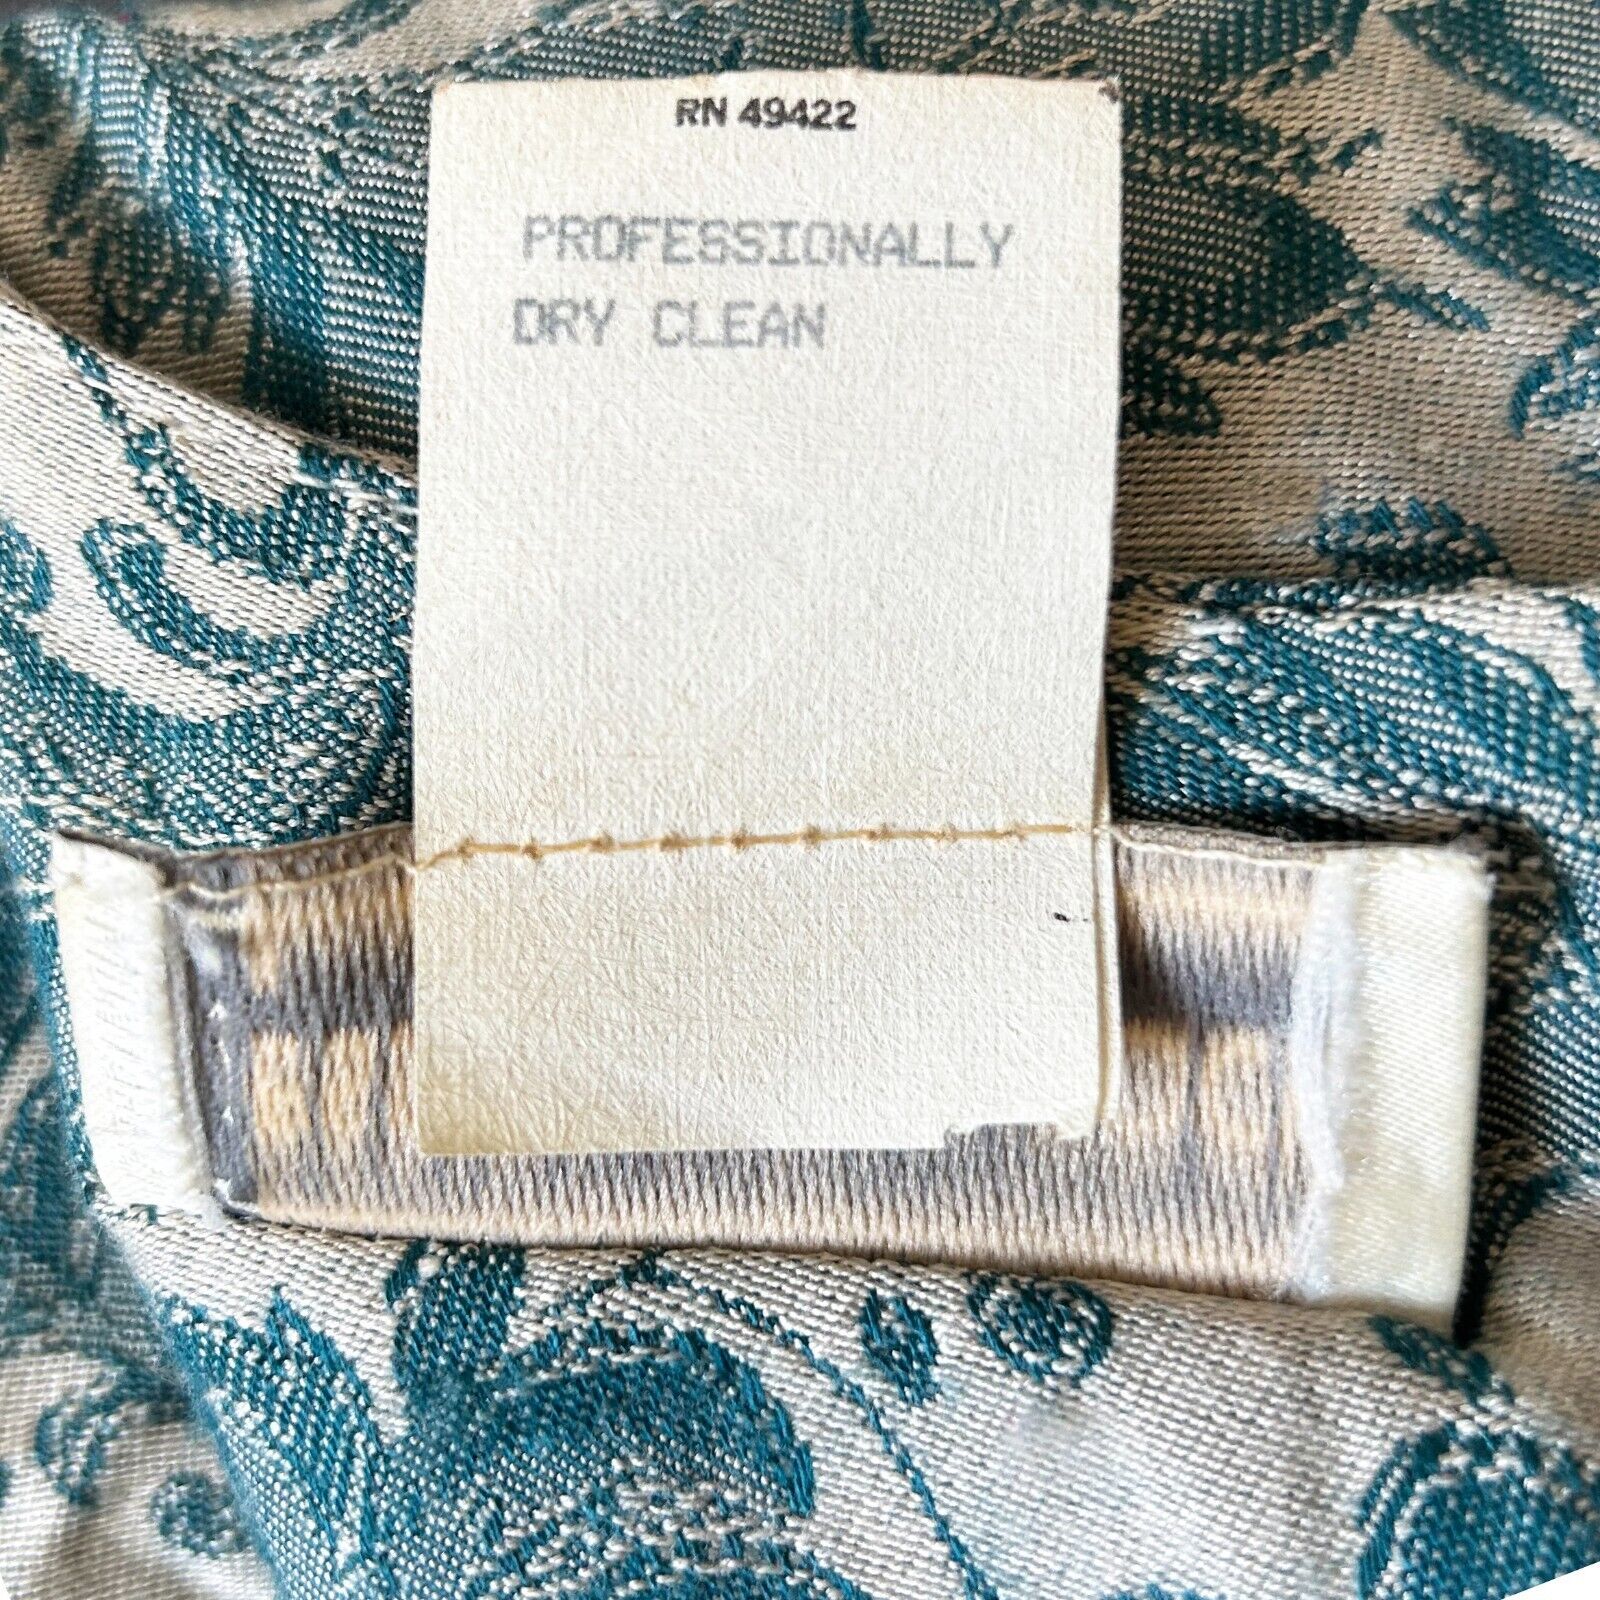 RN 49422
PROFESSIONALLY
DRY CLEAN